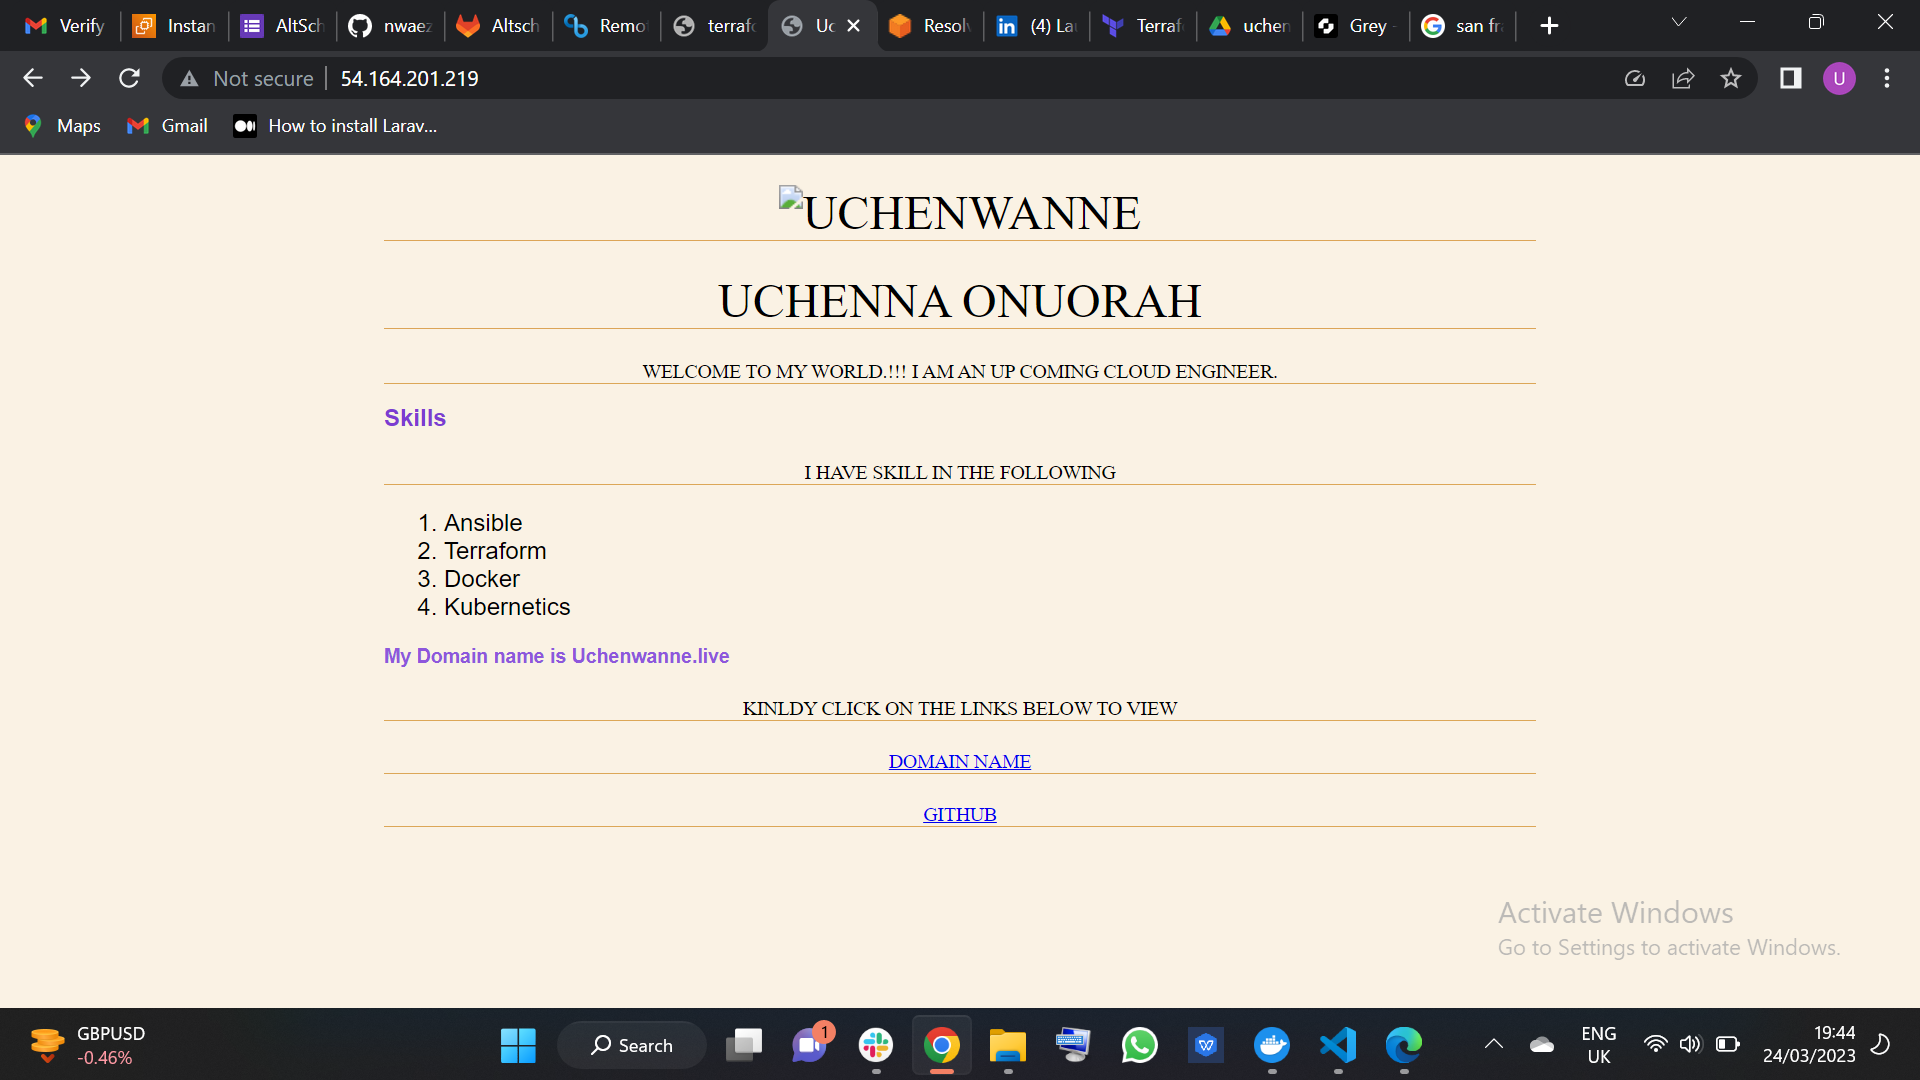 Verify
Instan
AltSch
nwaez
Altsch
Remo
terrafo
Uc
Resolv
in (4) La
Terraf
uchen
Grey -
san fra
Not secure
54.164.201.219
U
Maps
Gmail
How to install Larav...
UCHENWANNE
UCHENNA ONUORAH
WELCOME TO MY WORLD.!!! I AM AN UP COMING CLOUD ENGINEER.
Skills
I HAVE SKILL IN THE FOLLOWING
1. Ansible
2. Terraform
3. Docker
4. Kubernetics
My Domain name is Uchenwanne.live
KINLDY CLICK ON THE LINKS BELOW TO VIEW
DOMAIN NAME
GITHUB
Activate Windows
Go to Settings to activate Windows.
GBPUSD
-0.46%
Search
1
ENG
UK
19:44
24/03/2023